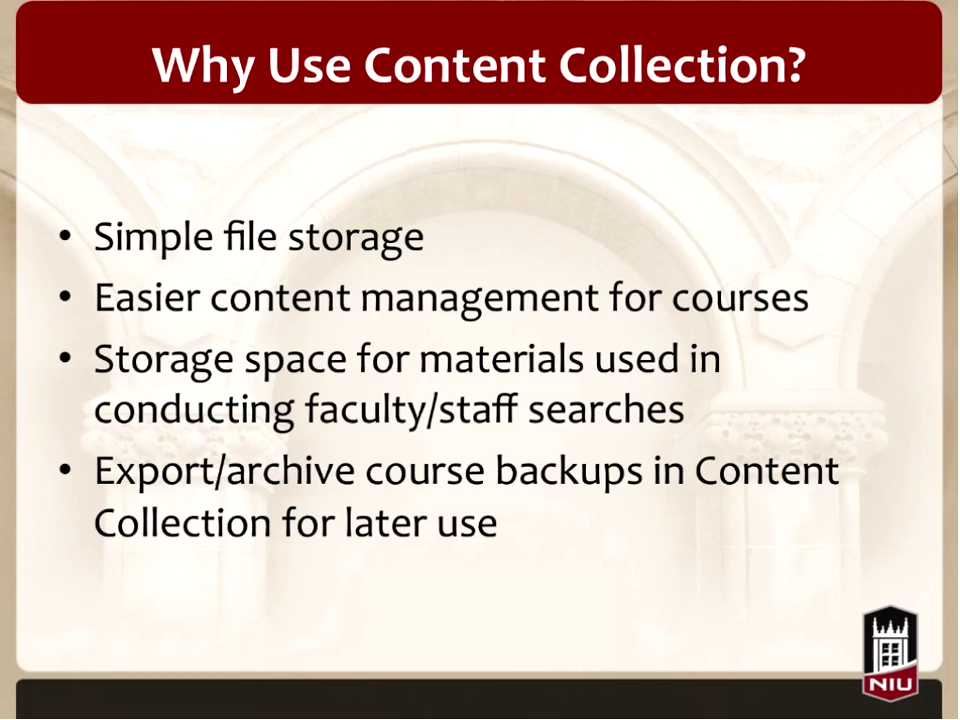 Why Use Content Collection?
• Simple file storage
• Easier content management for courses
• Storage space for materials used in
conducting faculty/staff searches
• Export/archive course backups in Content
Collection for later use
NIU